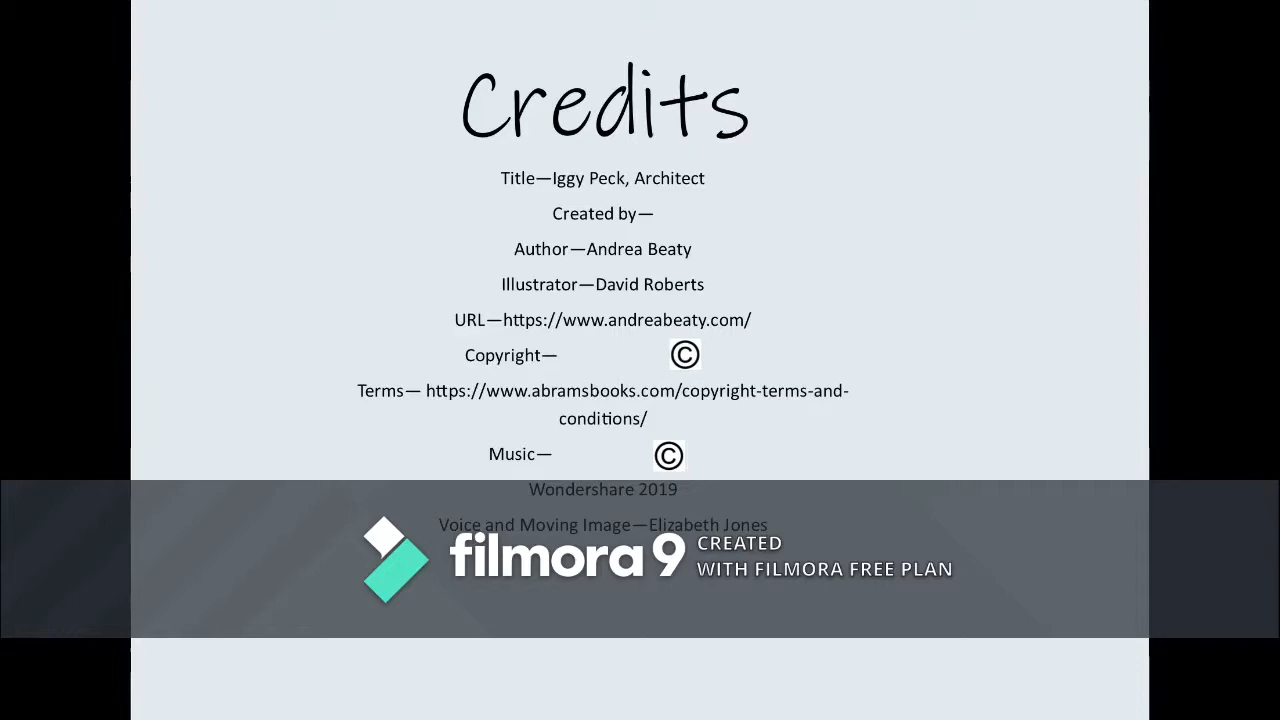 Credits
Title—Iggy Peck, Architect
Created by—
Author—Andrea Beaty
Illustrator—David Roberts
URL—https://www.andreabeaty.com/
Copyright— ©
Terms— https://www.abramsbooks.com/copyright-terms-and-
conditions/
Music— ©
Wondershare 2019
Voice and Moving Image—Elizabeth Jones
filmora9 CREATED
WITH FILMORA FREE PLAN